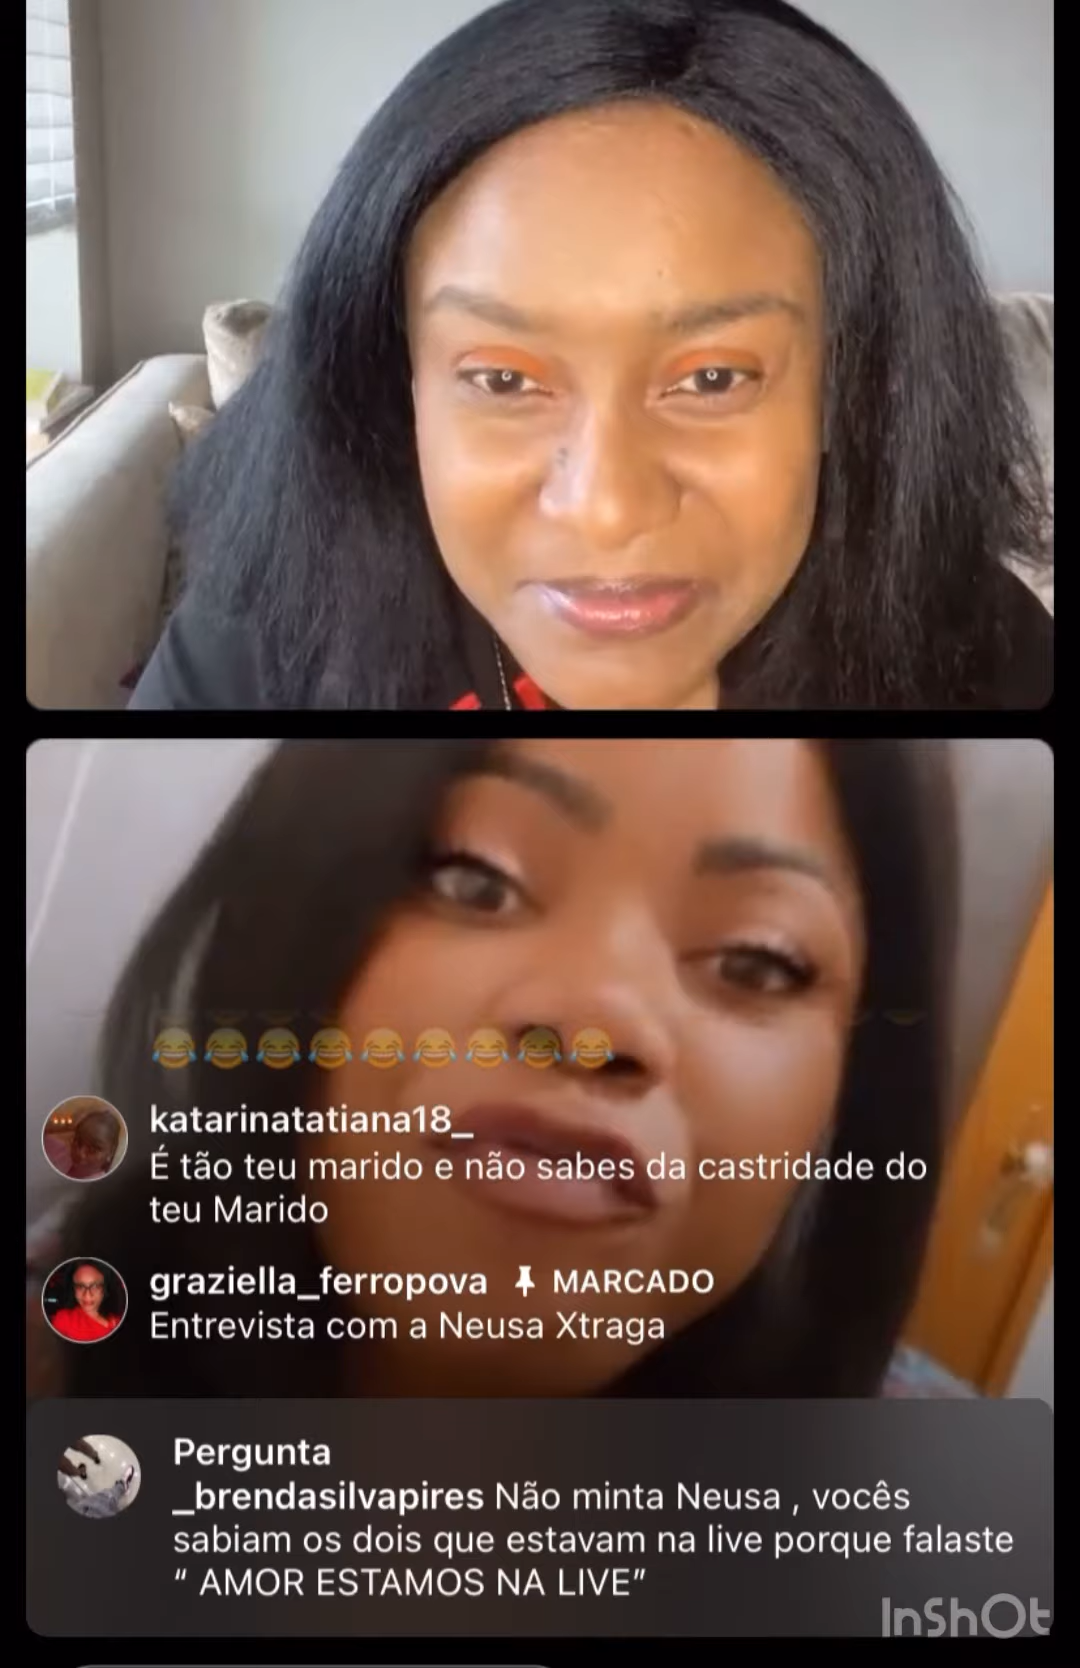 😂😂😂😂😂😂😂😂😂
katarinatatiana18_
É tão teu marido e não sabes da castridade do
teu Marido
graziella_ferropova MARCADO
Entrevista com a Neusa Xtraga
Pergunta
_brendasilvapires Não minta Neusa , vocês
sabiam os dois que estavam na live porque falaste
“ AMOR ESTAMOS NA LIVE”
InShOt